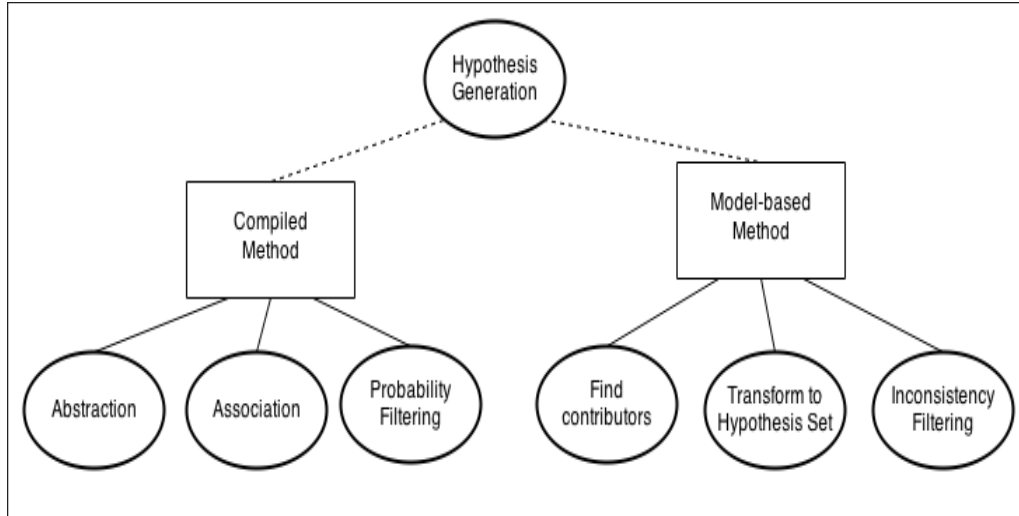 Hypothesis
Generation
Compiled
Method
Model-based
Method
Abstraction
Association
Probability
Filtering
Find
contributors
Transform to
Hypothesis Set
Inconsistency
Filtering